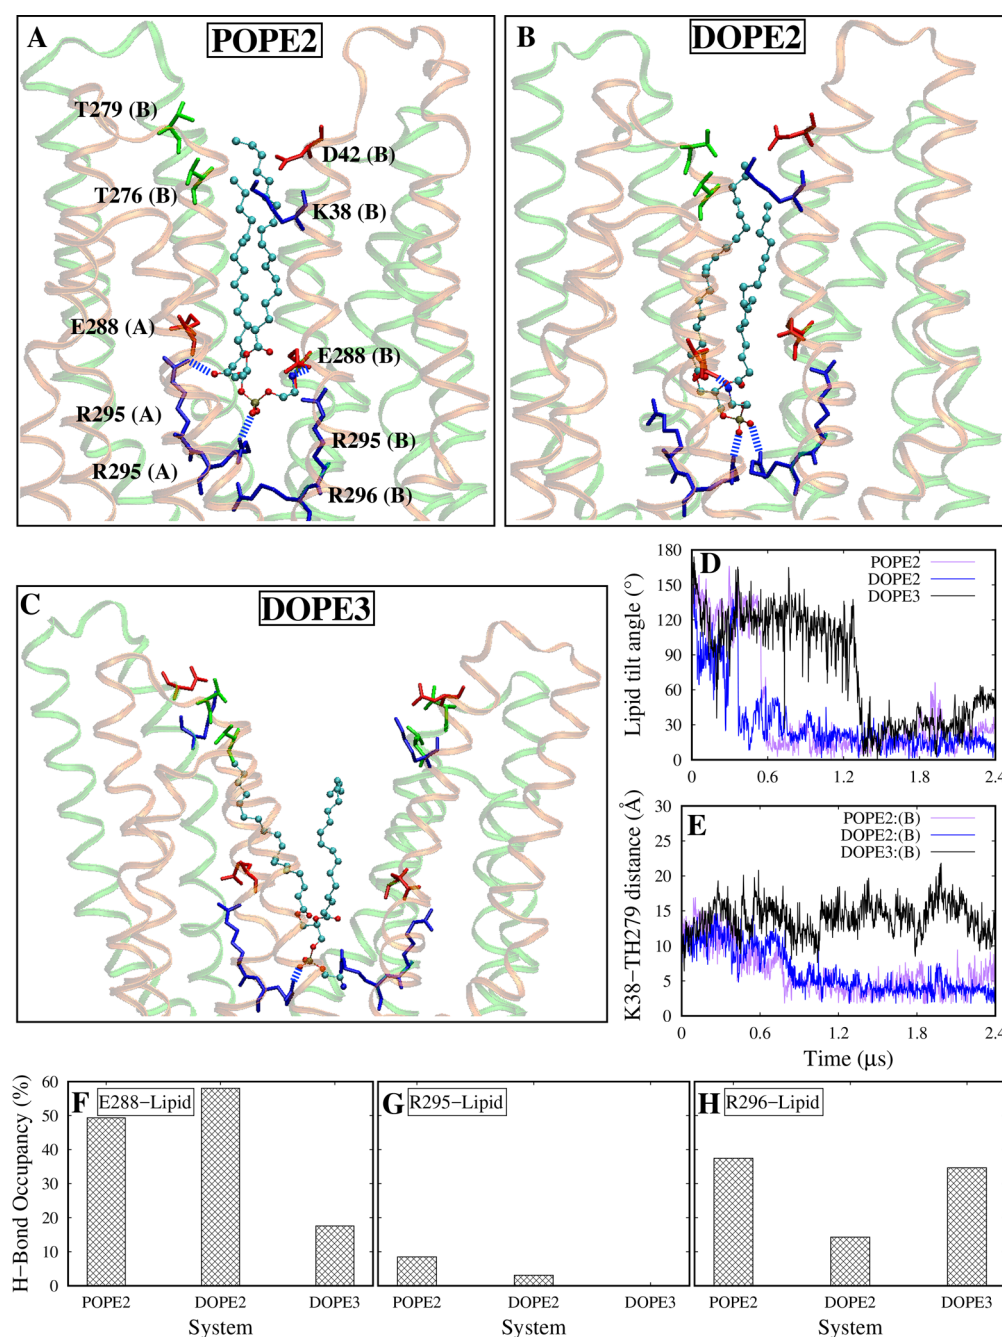 A
POPE2
T279 (B)
D42 (B)
T276 (B)
K38 (B)
E288 (A)
E288 (B)
R295 (A)
R295 (B)
R295 (A)
R296 (B)
B
DOPE2
C
DOPE3
D
POPE2
DOPE2
DOPE3
180
150
120
90
60
30
0
Lipid tilt angle (°)
0 0.6 1.2 1.8 2.4
E
POPE2:(B)
DOPE2:(B)
DOPE3:(B)
30
25
20
15
10
5
0
K38−TH279 distance (Å)
0 0.6 1.2 1.8 2.4
Time (μs)
H−Bond Occupancy (%)
60
50
40
30
20
10
0
F E288−Lipid
POPE2 DOPE2 DOPE3
System
G R295−Lipid
POPE2 DOPE2 DOPE3
System
H R296−Lipid
POPE2 DOPE2 DOPE3
System